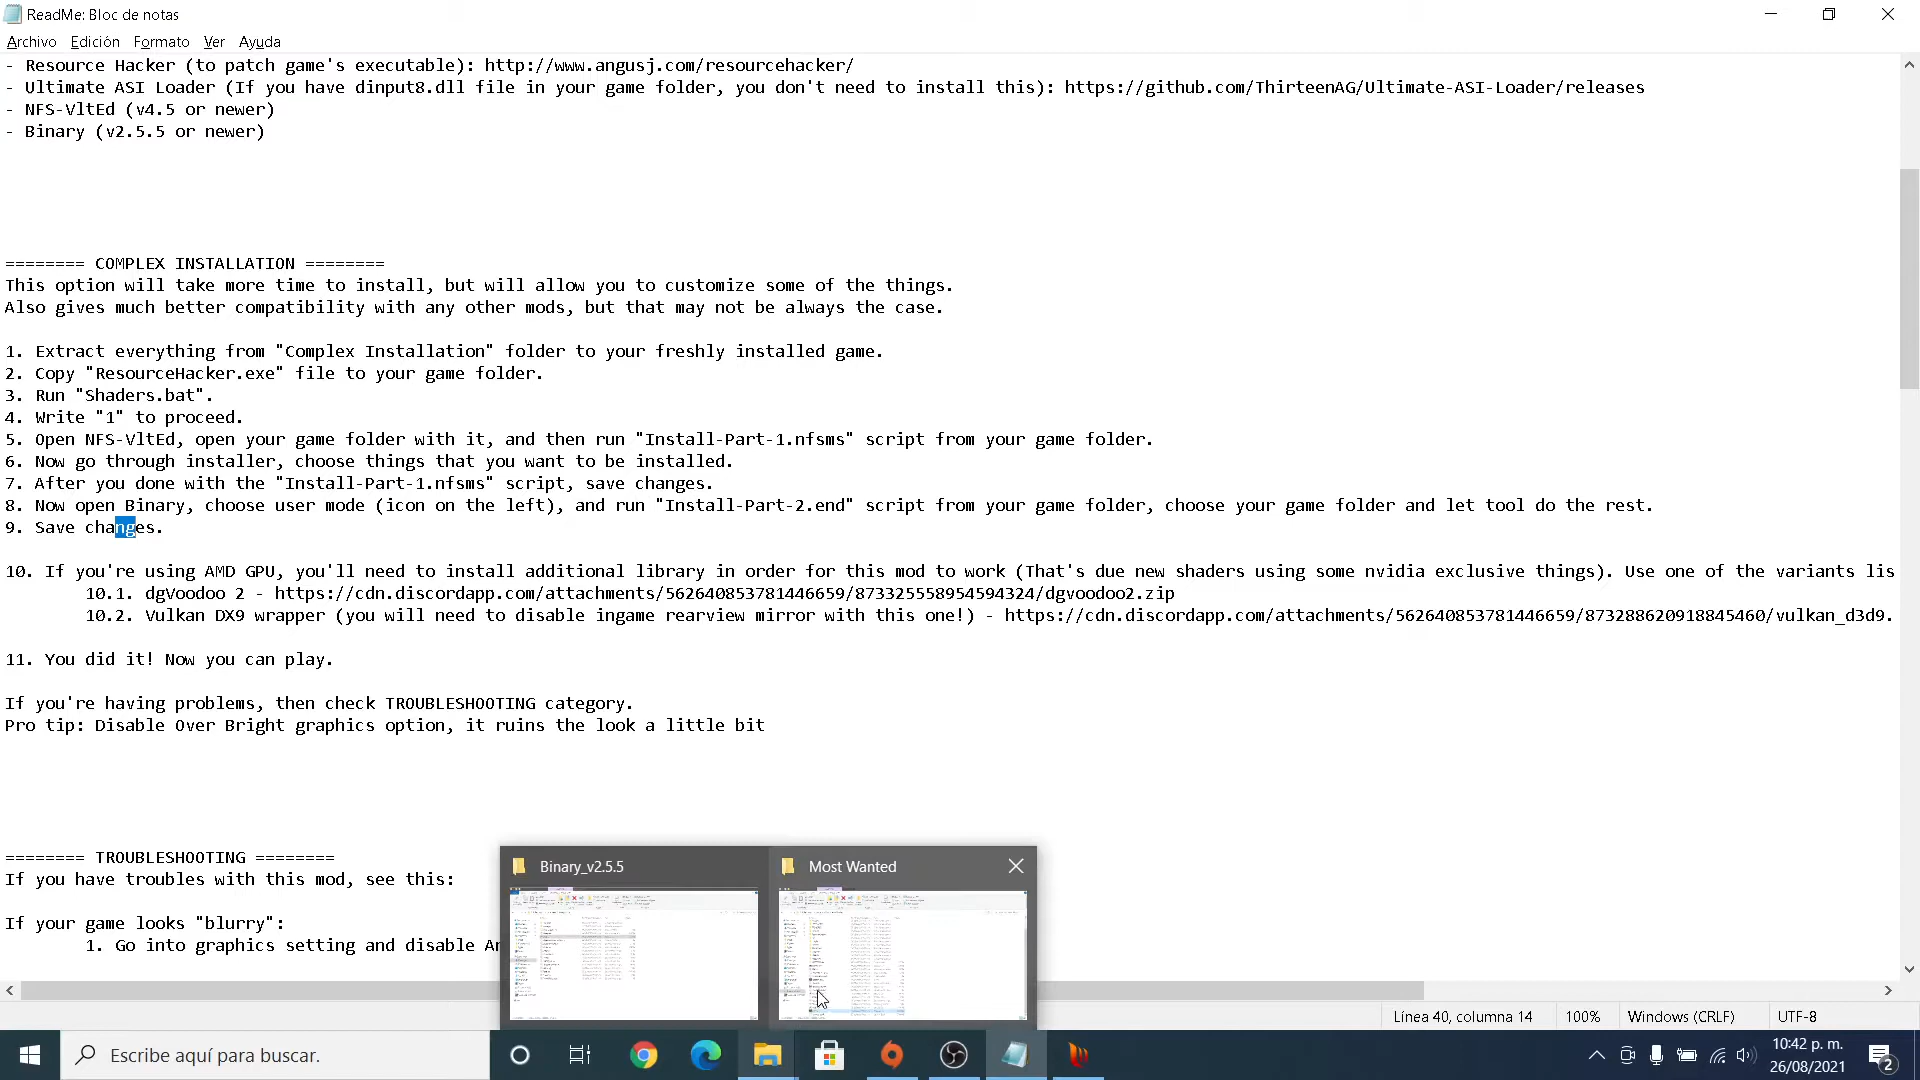 ReadMe: Bloc de notas
Archivo Edición Formato Ver Ayuda
- Resource Hacker (to patch game's executable): http://www.angusj.com/resourcehacker/
- Ultimate ASI Loader (If you have dinput8.dll file in your game folder, you don't need to install this): https://github.com/ThirteenAG/Ultimate-ASI-Loader/releases
- NFS-VltEd (v4.5 or newer)
- Binary (v2.5.5 or newer)
======== COMPLEX INSTALLATION ========
This option will take more time to install, but will allow you to customize some of the things.
Also gives much better compatibility with any other mods, but that may not be always the case.
1. Extract everything from "Complex Installation" folder to your freshly installed game.
2. Copy "ResourceHacker.exe" file to your game folder.
3. Run "Shaders.bat".
4. Write "1" to proceed.
5. Open NFS-VltEd, open your game folder with it, and then run "Install-Part-1.nfsms" script from your game folder.
6. Now go through installer, choose things that you want to be installed.
7. After you done with the "Install-Part-1.nfsms" script, save changes.
8. Now open Binary, choose user mode (icon on the left), and run "Install-Part-2.end" script from your game folder, choose your game folder and let tool do the rest.
9. Save changes.
10. If you're using AMD GPU, you'll need to install additional library in order for this mod to work (That's due new shaders using some nvidia exclusive things). Use one of the variants lis
10.1. dgVoodoo 2 - https://cdn.discordapp.com/attachments/562640853781446659/873325558954594324/dgvoodoo2.zip
10.2. Vulkan DX9 wrapper (you will need to disable ingame rearview mirror with this one!) - https://cdn.discordapp.com/attachments/562640853781446659/873288620918845460/vulkan_d3d9.
11. You did it! Now you can play.
If you're having problems, then check TROUBLESHOOTING category.
Pro tip: Disable Over Bright graphics option, it ruins the look a little bit
======== TROUBLESHOOTING ========
If you have troubles with this mod, see this:
If your game looks "blurry":
1. Go into graphics setting and disable An
Binary_v2.5.5
Most Wanted
Línea 40, columna 14
100%
Windows (CRLF)
UTF-8
Escribe aquí para buscar.
10:42 p. m.
26/08/2021
2